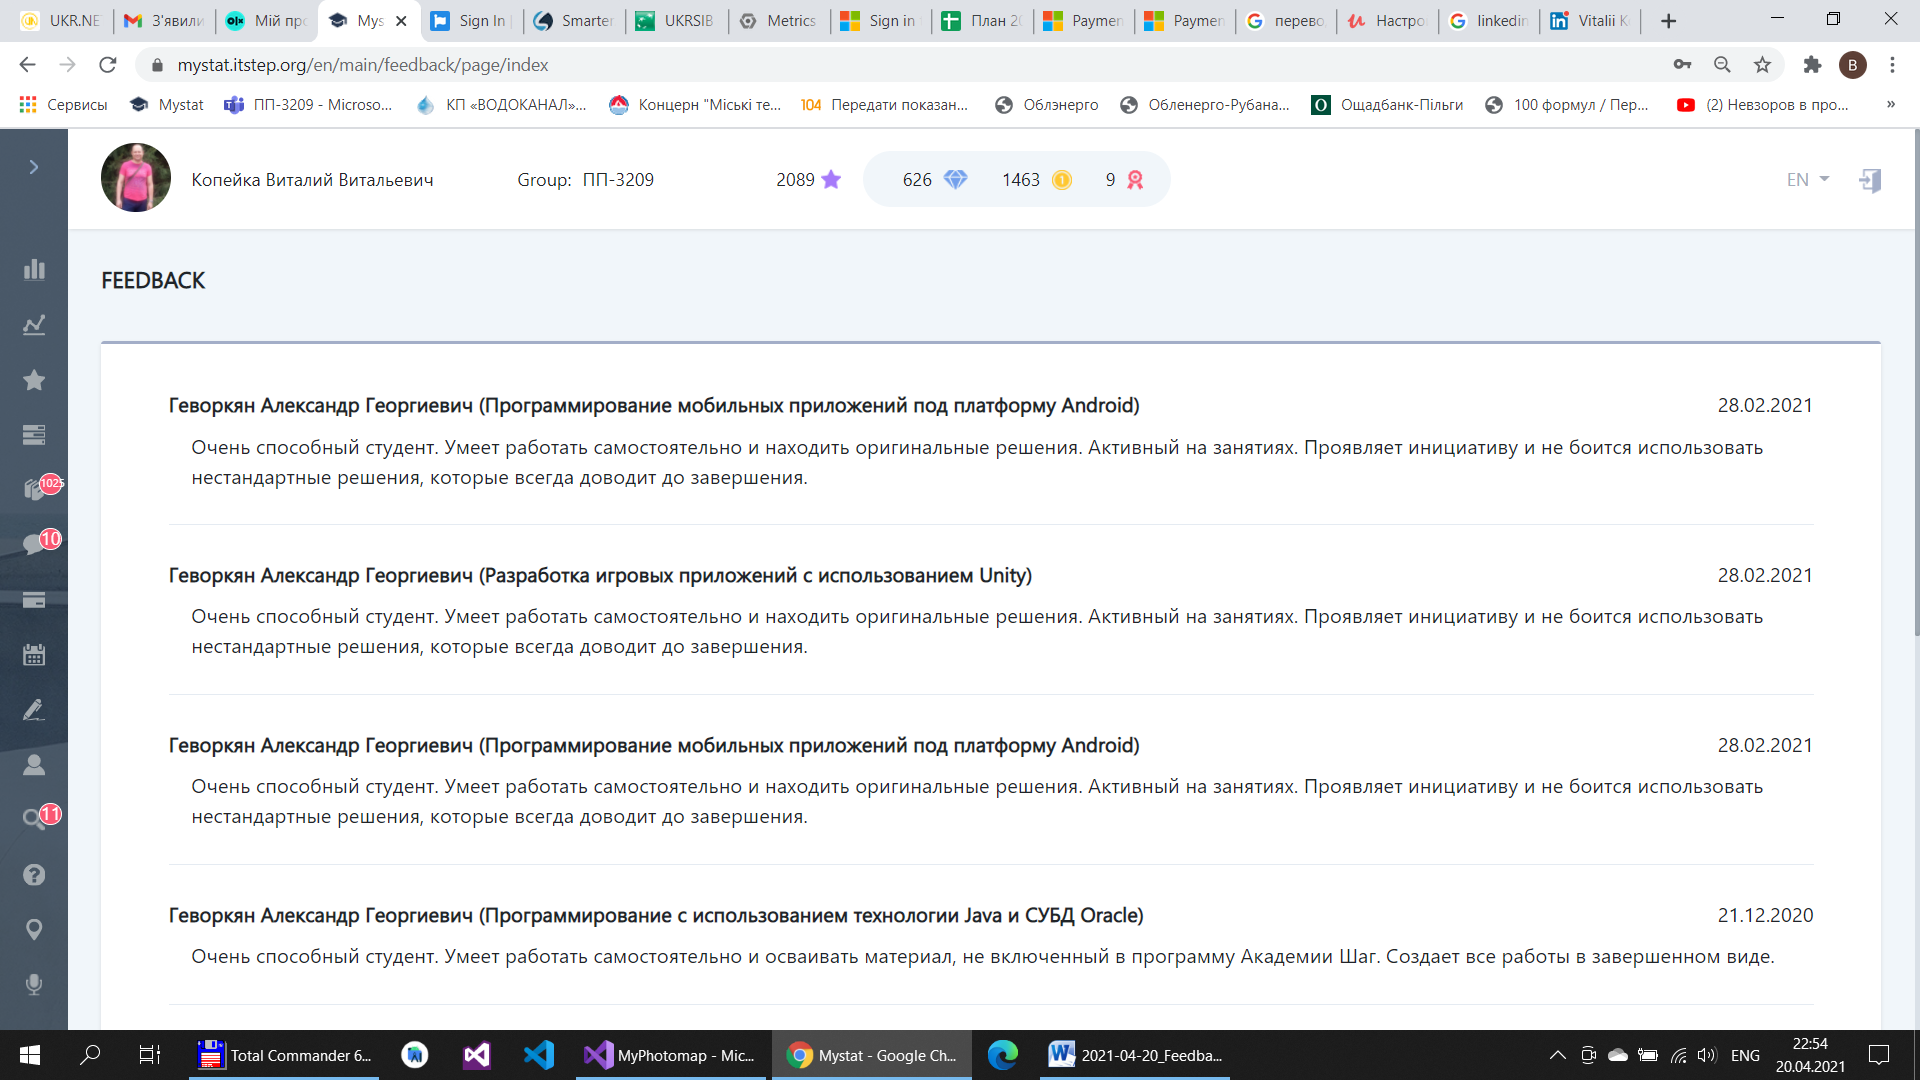 UKR.NE
З'явили
Мій про
Mys
Sign In
Smarter
UKRSIB
Metrics
Sign in
План 20
Paymen
Paymen
перево
Настро
linkedin
Vitalii K
mystat.itstep.org/en/main/feedback/page/index
В
Сервисы
Mystat
ПП-3209 - Microso...
КП «ВОДОКАНАЛ»...
Концерн "Міські те...
104 Передати показан...
Облэнерго
Обленерго-Рубана...
Ощадбанк-Пільги
100 формул / Пер...
(2) Невзоров в про...
»
Копейка Виталий Витальевич
Group: ПП-3209
2089
626
1463
9
EN
FEEDBACK
Геворкян Александр Георгиевич (Программирование мобильных приложений под платформу Android)
28.02.2021
Очень способный студент. Умеет работать самостоятельно и находить оригинальные решения. Активный на занятиях. Проявляет инициативу и не боится использовать
нестандартные решения, которые всегда доводит до завершения.
1025
10
Геворкян Александр Георгиевич (Разработка игровых приложений с использованием Unity)
28.02.2021
Очень способный студент. Умеет работать самостоятельно и находить оригинальные решения. Активный на занятиях. Проявляет инициативу и не боится использовать
нестандартные решения, которые всегда доводит до завершения.
Геворкян Александр Георгиевич (Программирование мобильных приложений под платформу Android)
28.02.2021
Очень способный студент. Умеет работать самостоятельно и находить оригинальные решения. Активный на занятиях. Проявляет инициативу и не боится использовать
нестандартные решения, которые всегда доводит до завершения.
11
Геворкян Александр Георгиевич (Программирование с использованием технологии Java и СУБД Oracle)
21.12.2020
Очень способный студент. Умеет работать самостоятельно и осваивать материал, не включенный в программу Академии Шаг. Создает все работы в завершенном виде.
Total Commander 6...
MyPhotomap - Mic...
Mystat - Google Ch...
2021-04-20_Feedba...
ENG
22:54
20.04.2021